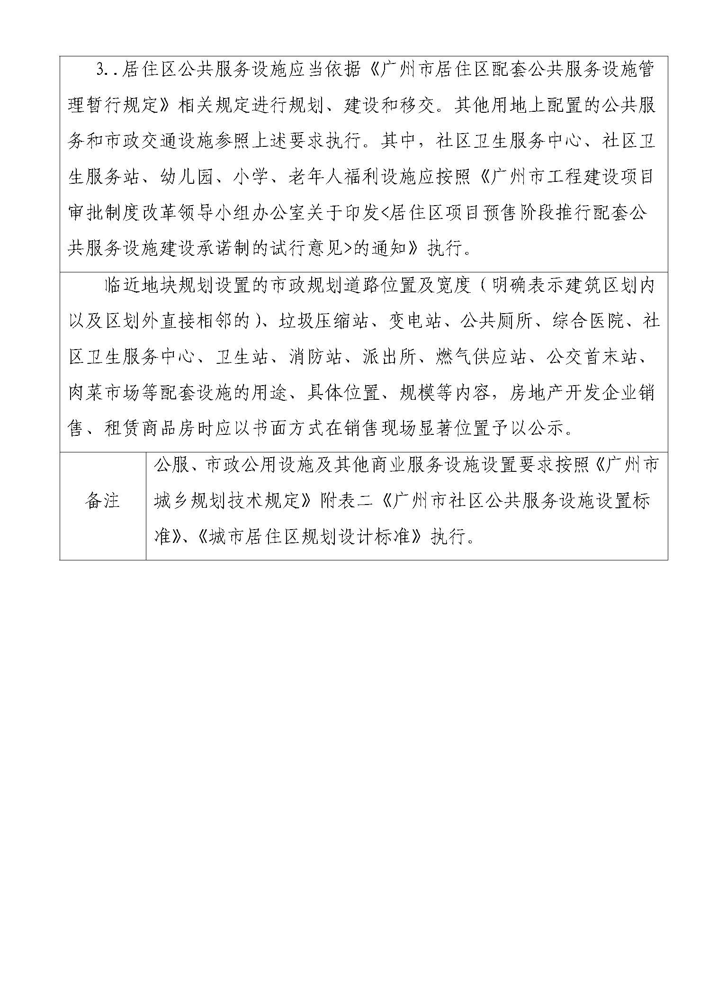 3..居住区公共服务设施应当依据《广州市居住区配套公共服务设施管
理暂行规定》相关规定进行规划、建设和移交。其他用地上配置的公共服
务和市政交通设施参照上述要求执行。其中，社区卫生服务中心、社区卫
生服务站、幼儿园、小学、老年人福利设施应按照《广州市工程建设项目
审批制度改革领导小组办公室关于印发<居住区项目预售阶段推行配套公
共服务设施建设承诺制的试行意见>的通知》执行。
临近地块规划设置的市政规划道路位置及宽度（明确表示建筑区划内
以及区划外直接相邻的）、垃圾压缩站、变电站、公共厕所、综合医院、社
区卫生服务中心、卫生站、消防站、派出所、燃气供应站、公交首末站、
肉菜市场等配套设施的用途、具体位置、规模等内容，房地产开发企业销
售、租赁商品房时应以书面方式在销售现场显著位置予以公示。
公服、市政公用设施及其他商业服务设施设置要求按照《广州市
备注 城乡规划技术规定》附表二《广州市社区公共服务设施设置标
准》、《城市居住区规划设计标准》执行。